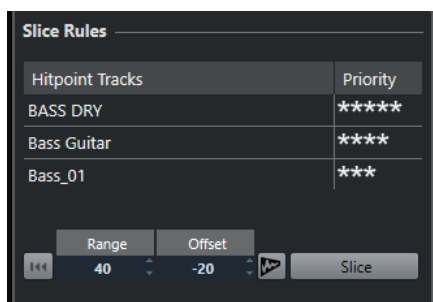 Slice Rules
Hitpoint Tracks Priority
BASS DRY *****
Bass Guitar ****
Bass_01 ***
Range Offset
40 -20 Slice